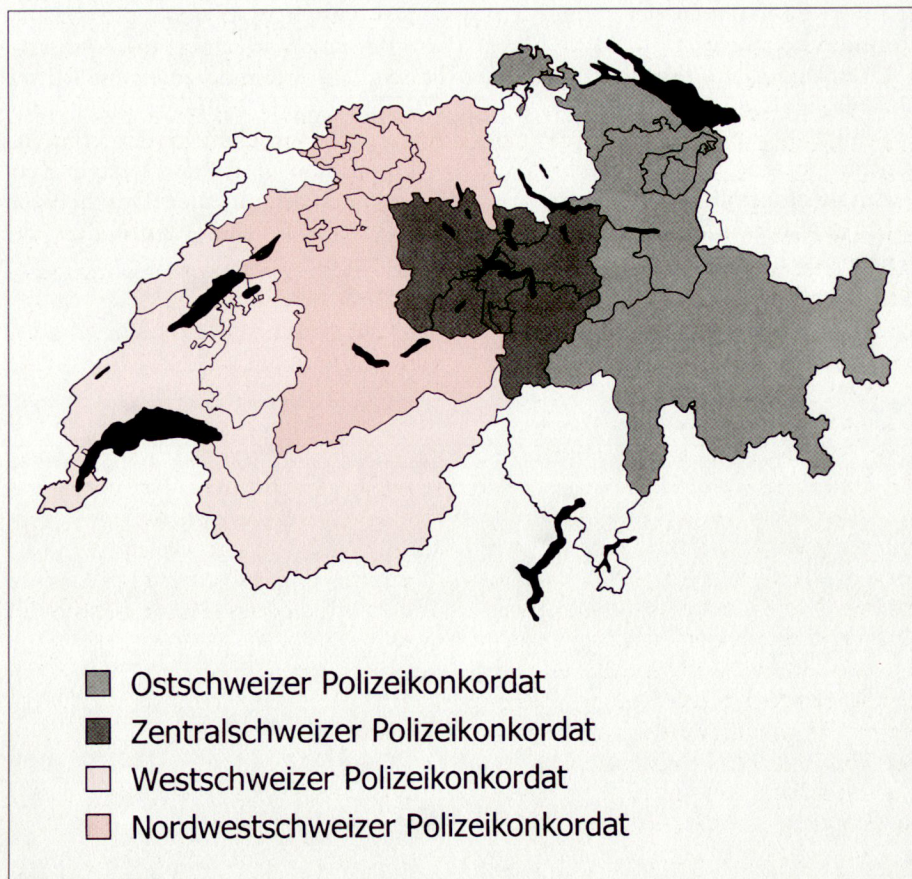 Ostschweizer Polizeikonkordat
Zentralschweizer Polizeikonkordat
Westschweizer Polizeikonkordat
Nordwestschweizer Polizeikonkordat